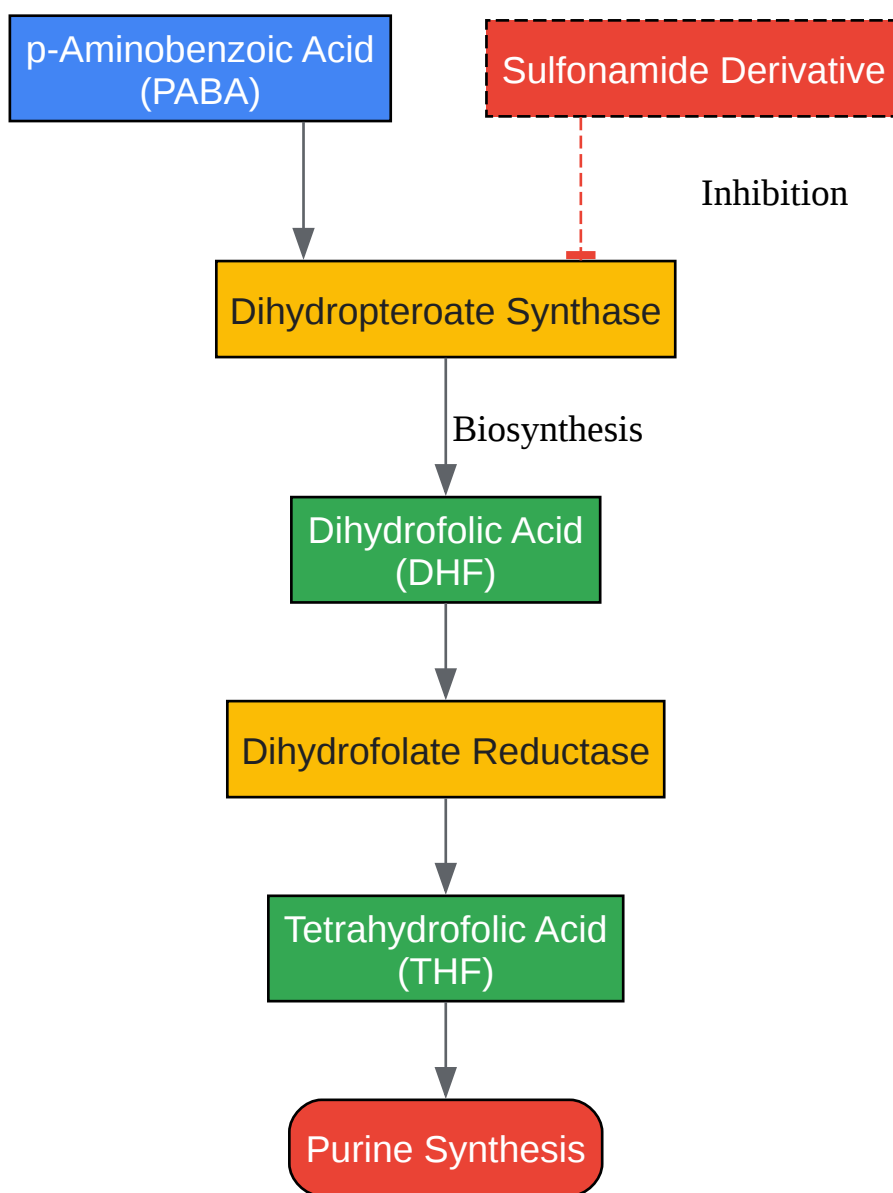 p-Aminobenzoic Acid
(PABA)
Sulfonamide Derivative
Inhibition
Dihydropteroate Synthase
Biosynthesis
Dihydrofolic Acid
(DHF)
Dihydrofolate Reductase
Tetrahydrofolic Acid
(THF)
Purine Synthesis